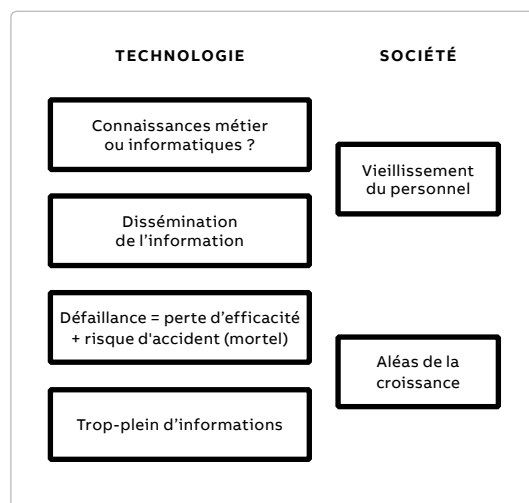 TECHNOLOGIE
Connaissances métier
ou informatiques ?
Dissémination
de l’information
Défaillance = perte d’efficacité
+ risque d'accident (mortel)
Trop-plein d’informations
SOCIÉTÉ
Vieillissement
du personnel
Aléas de la
croissance